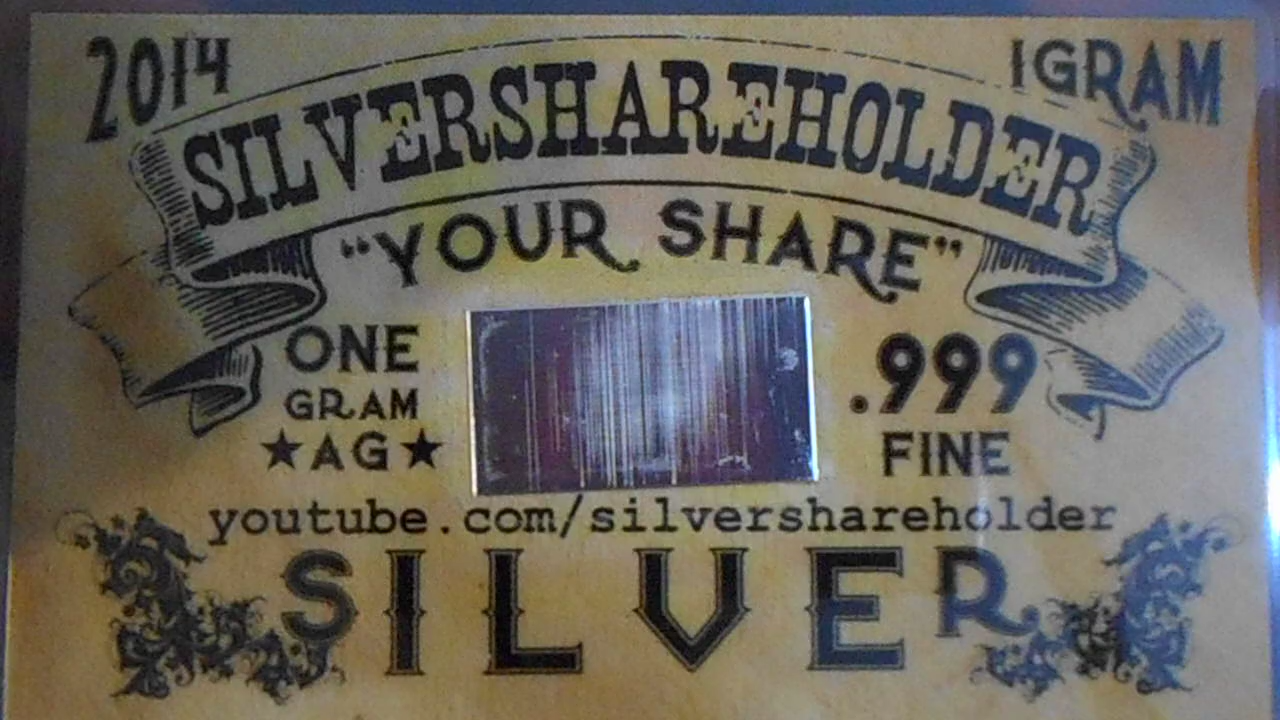 2014 1GRAM
SILVERSHAREHOLDER
“YOUR SHARE”
ONE
GRAM
★AG★
.999
FINE
youtube.com/silvershareholder
SILVER